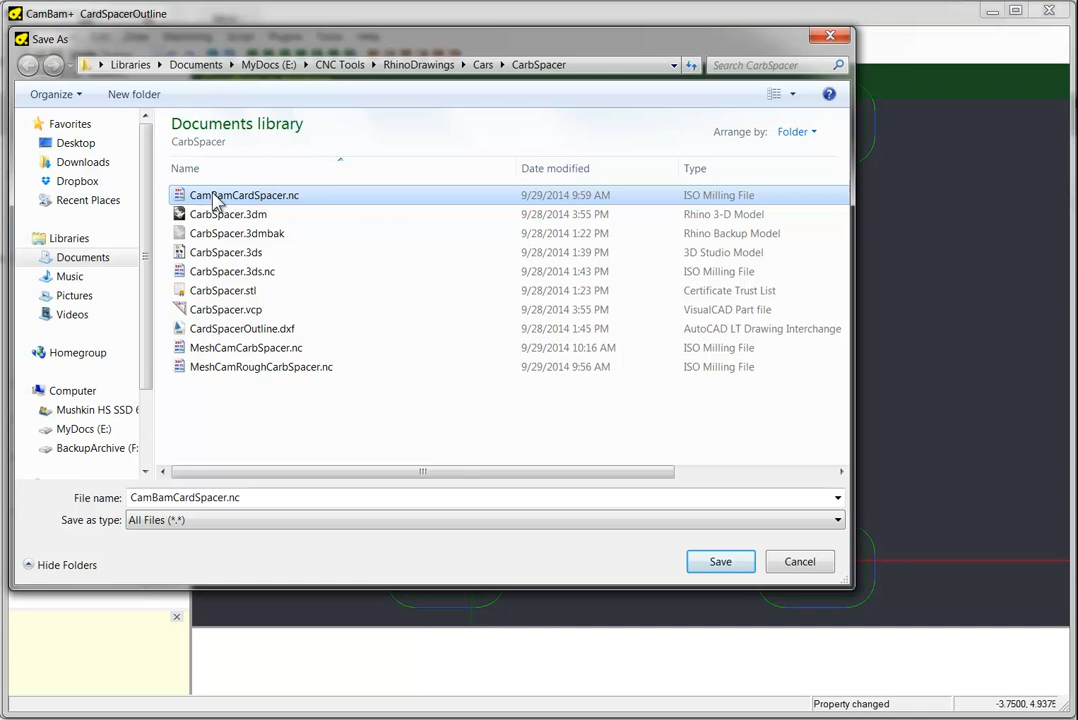 CamBam+ CardSpacerOutline
Save As
Libraries Documents MyDocs (E:) CNC Tools RhinoDrawings Cars CarbSpacer
Search CarbSpacer
Organize New folder
Documents library
CarbSpacer
Arrange by: Folder
Name Date modified Type
Favorites
Desktop
Downloads
Dropbox
Recent Places
Libraries
Documents
Music
Pictures
Videos
Homegroup
Computer
Mushkin HS SSD 6
MyDocs (E:)
BackupArchive (F:
CamBamCardSpacer.nc 9/29/2014 9:59 AM ISO Milling File
CarbSpacer.3dm 9/28/2014 3:55 PM Rhino 3-D Model
CarbSpacer.3dmbak 9/28/2014 1:22 PM Rhino Backup Model
CarbSpacer.3ds 9/28/2014 1:39 PM 3D Studio Model
CarbSpacer.3ds.nc 9/28/2014 1:43 PM ISO Milling File
CarbSpacer.stl 9/28/2014 1:23 PM Certificate Trust List
CarbSpacer.vcp 9/28/2014 3:55 PM VisualCAD Part file
CardSpacerOutline.dxf 9/28/2014 1:45 PM AutoCAD LT Drawing Interchange
MeshCamCarbSpacer.nc 9/29/2014 10:16 AM ISO Milling File
MeshCamRoughCarbSpacer.nc 9/29/2014 9:56 AM ISO Milling File
File name: CamBamCardSpacer.nc
Save as type: All Files (*.*)
Hide Folders Save Cancel
Property changed -3.7500, 4.9375